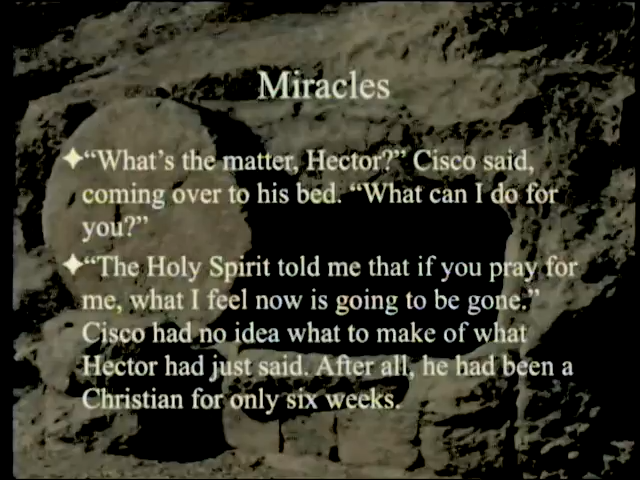 Miracles
“What’s the matter, Hector?” Cisco said,
coming over to his bed. “What can I do for
you?”
“The Holy Spirit told me that if you pray for
me, what I feel now is going to be gone.”
Cisco had no idea what to make of what
Hector had just said. After all, he had been a
Christian for only six weeks.